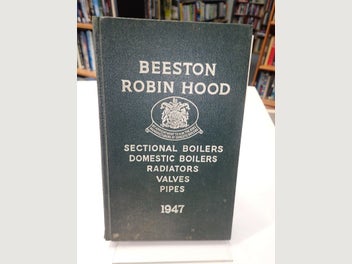 BEESTON
ROBIN HOOD
SECTIONAL BOILERS
DOMESTIC BOILERS
RADIATORS
VALVES
PIPES
1947